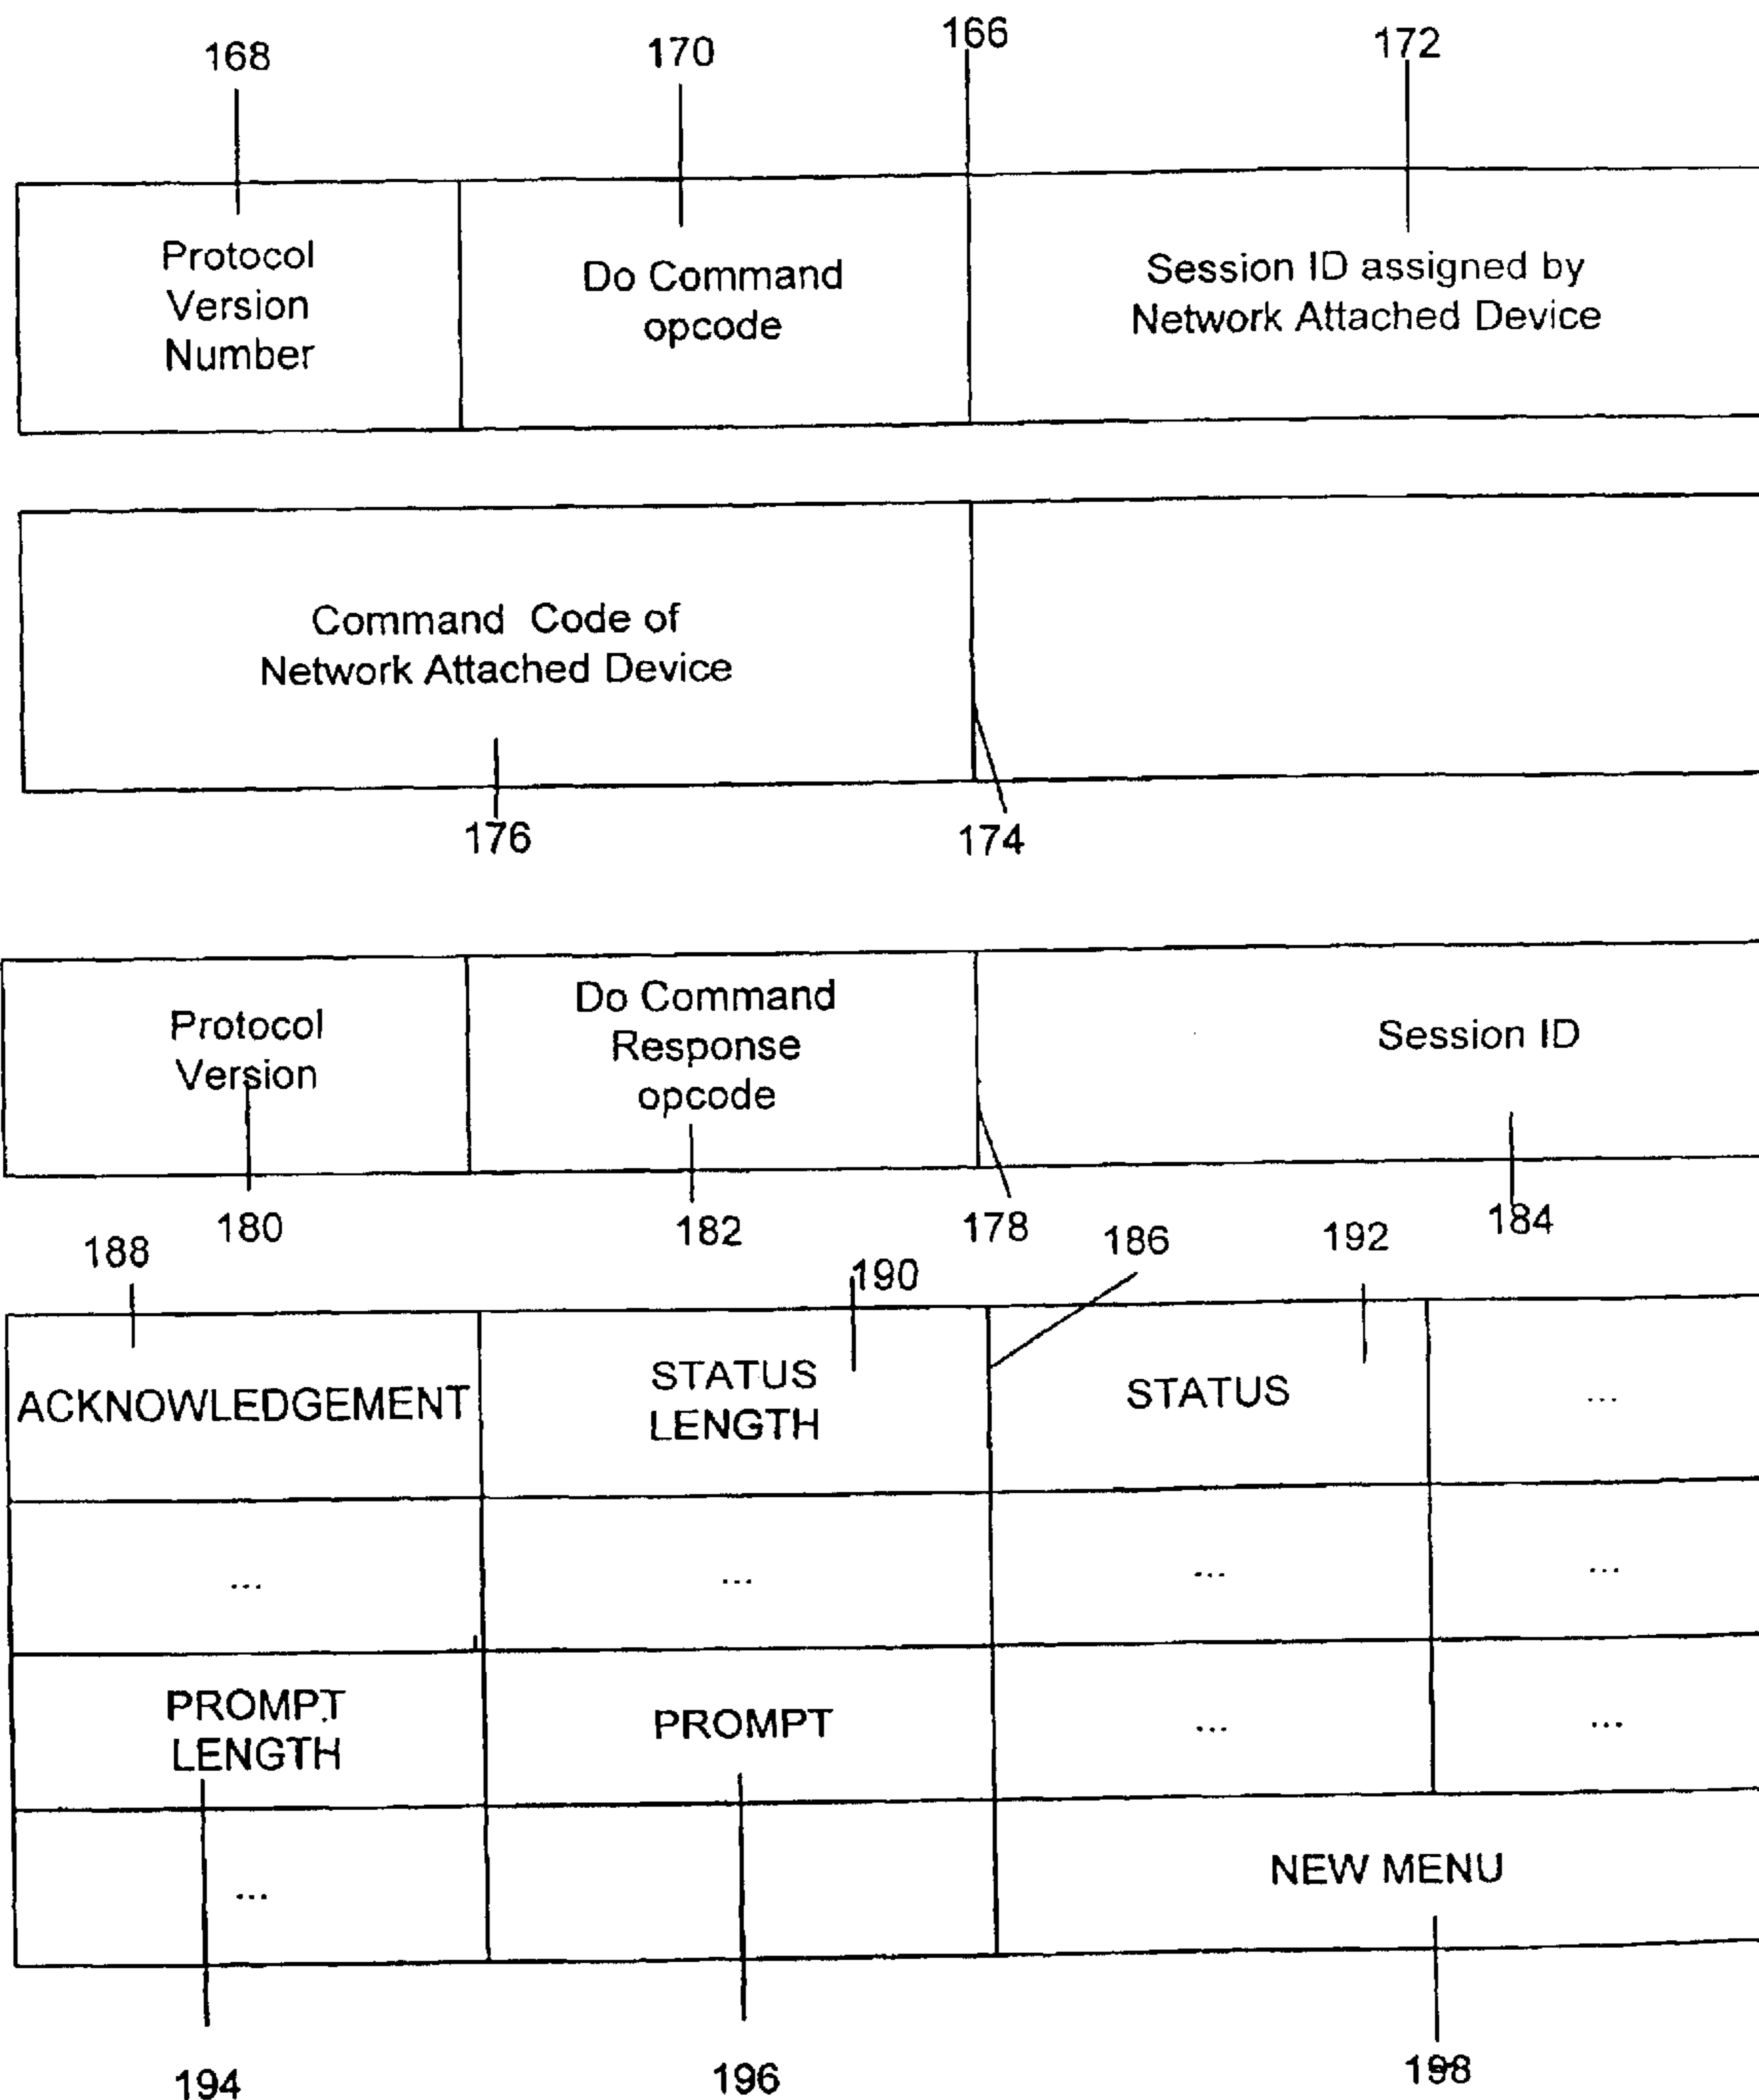 168 170 166 172
Protocol
Version
Number
Do Command
opcode
Session ID assigned by
Network Attached Device
Command Code of
Network Attached Device
176 174
Protocol
Version
Do Command
Response
opcode
Session ID
180 182 178 184
188 190 186 192
ACKNOWLEDGEMENT
STATUS
LENGTH
STATUS
...
... ... ... ...
PROMPT
LENGTH
PROMPT
... ...
...
NEW MENU
194 196 198